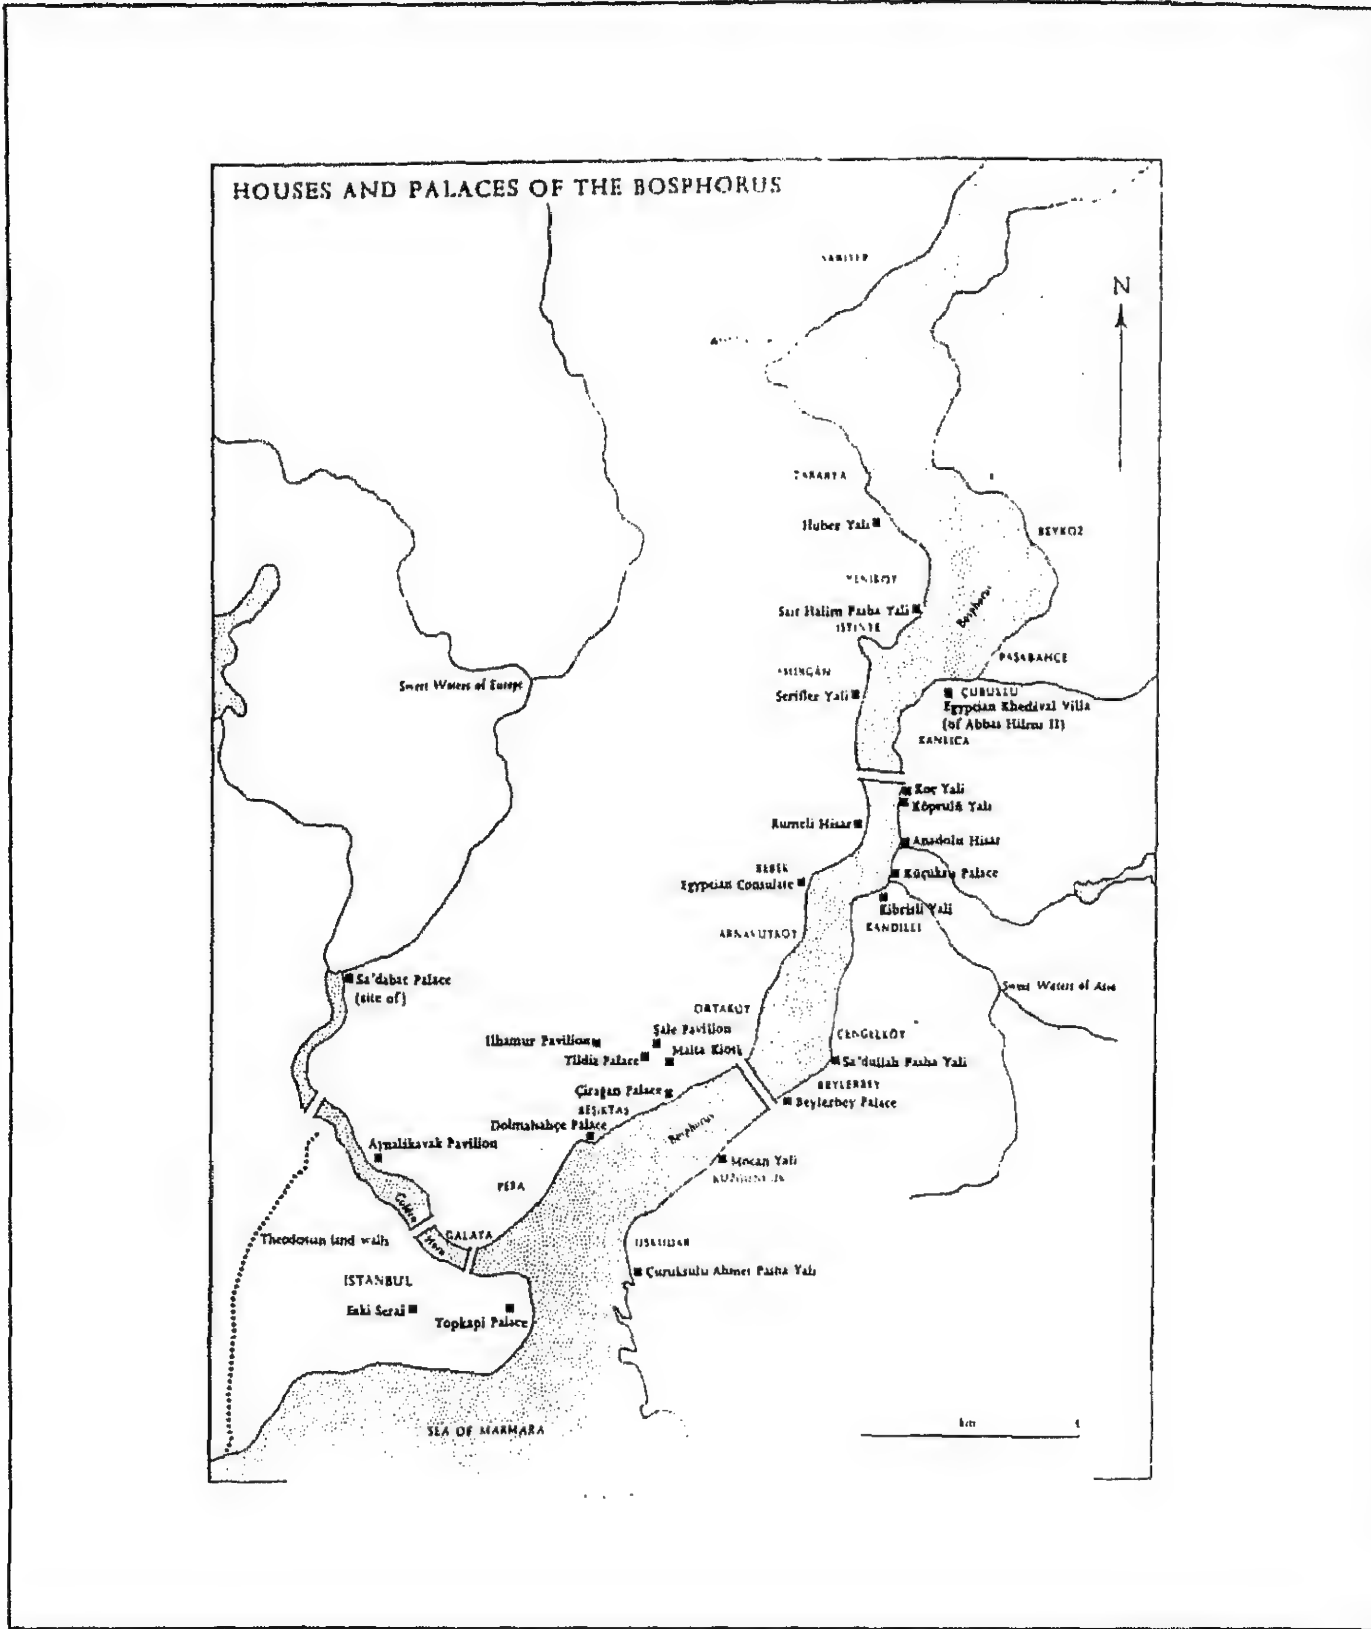 HOUSES AND PALACES OF THE BOSPHORUS
N
TARABYA
Huber Yali
BEYKOZ
YENIKOY
Bosphorus
Sait Halim Pasha Yali
ISTINYE
PAŞABAHÇE
Sweet Waters of Europe
Serifler Yali
ÇUBUKLU
Egyptian Khedival Villa
(of Abbas Hilmi II)
KANLICA
Koç Yali
Köprülü Yali
Rumeli Hisar
Anadolu Hisar
BEBEK
Egyptian Consulate
Küçüksu Palace
Kibrisli Yali
KANDILLI
ARNAVUTKOY
Sa'dabat Palace
(site of)
Sweet Waters of Asia
ORTAKOY
Şale Pavilion
ÇENGELKÖY
Ilhamur Pavilion
Yildiz Palace
Malta Kiosk
Sa'dullah Pasha Yali
BEYLERBEY
Çirağan Palace
Beylerbey Palace
BEŞIKTAŞ
Dolmabahçe Palace
Bosphorus
Aynalikavak Pavilion
Mocan Yali
PERA
Golden
Horn
GALATA
Theodosian land walls
USKUDAR
ISTANBUL
Çuruksulu Ahmet Pasha Yali
Eski Serai
Topkapi Palace
km
SEA OF MARMARA